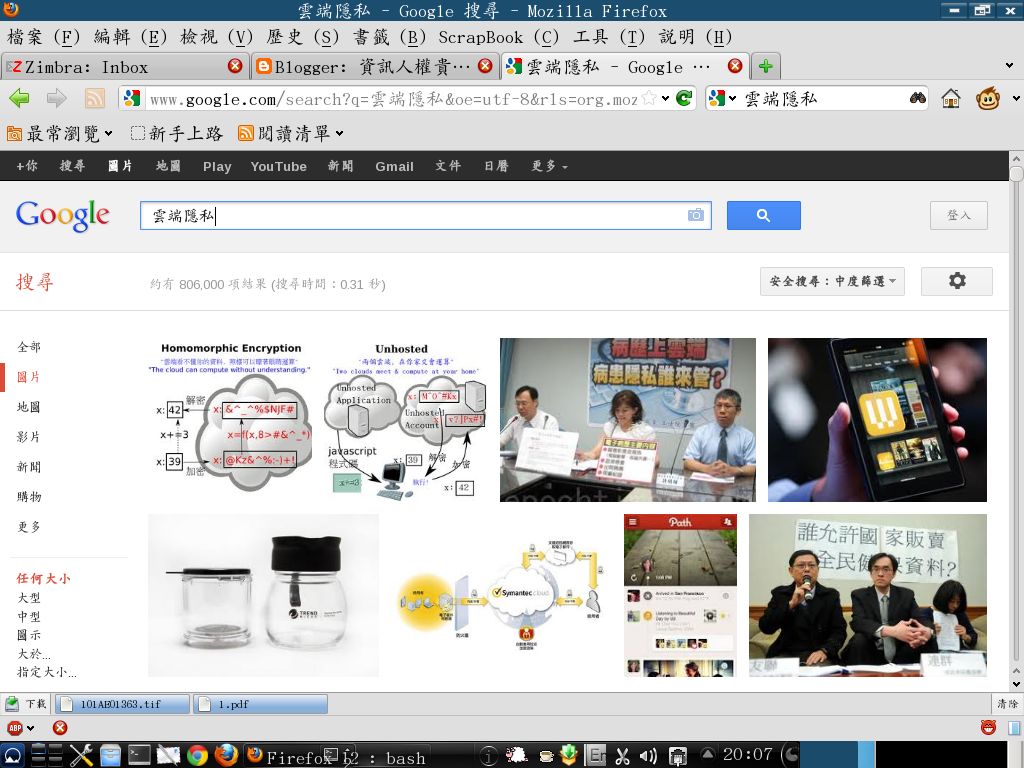 雲端隱私 - Google 搜尋 - Mozilla Firefox
檔案 (F) 編輯 (E) 檢視 (V) 歷史 (S) 書籤 (B) ScrapBook (C) 工具 (T) 說明 (H)
Zimbra: Inbox
Blogger: 資訊人權貴…
雲端隱私 - Google …
www.google.com/search?q=雲端隱私&oe=utf-8&rls=org.moz
雲端隱私
最常瀏覽 新手上路 閱讀清單
+你 搜尋 圖片 地圖 Play YouTube 新聞 Gmail 文件 日曆 更多
Google
雲端隱私
登入
搜尋
約有 806,000 項結果 (搜尋時間：0.31 秒)
安全搜尋：中度篩選
全部
圖片
地圖
影片
新聞
購物
更多
任何大小
大型
中型
圖示
大於...
指定大小...
Homomorphic Encryption
"The cloud can compute without understanding."
解密
x: 42
x: &^_^%$NJF#
x+=3
x=f(x,8>#&^_*)
x: 39
x: @Kz&^%:-)+!
加密
Unhosted
"Two clouds meet & compute at your home"
Unhosted
Application
x: M^O^#Kx
Unhosted
Account
javascript
程式碼
x+=3
x: 39
解密
執行!
加密
x: 42
病歷上雲端
病患隱私誰來管?
TREND
Symantec.cloud
Path
誰允許國家販賣
全民健保資料?
下載
101AE01363.tif
1.pdf
清除
ABP
Firefox
2 : bash
En
20:07